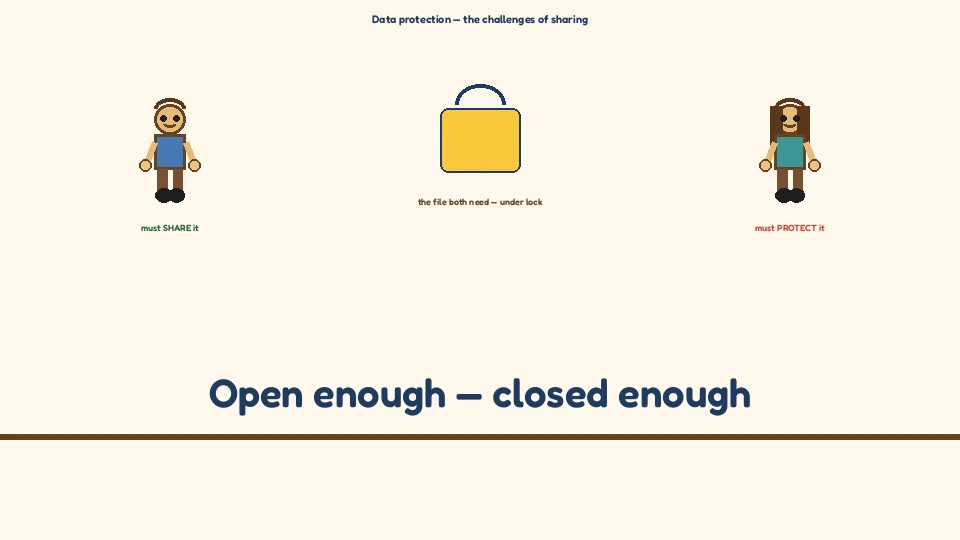 Data protection — the challenges of sharing
the file both need — under lock
must SHARE it
must PROTECT it
Open enough — closed enough